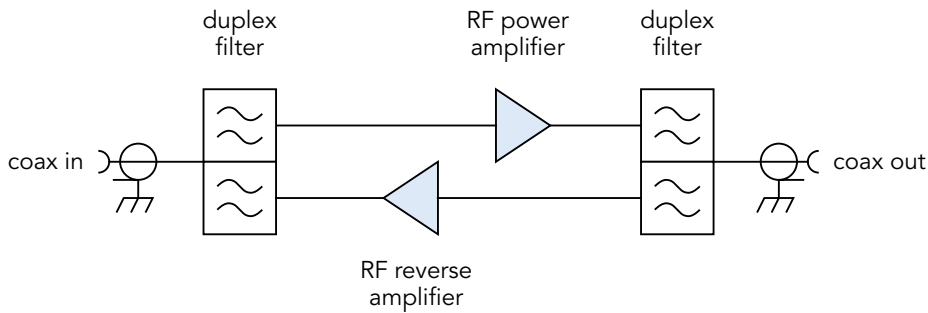 duplex
filter
RF power
amplifier
duplex
filter
coax in
coax out
RF reverse
amplifier